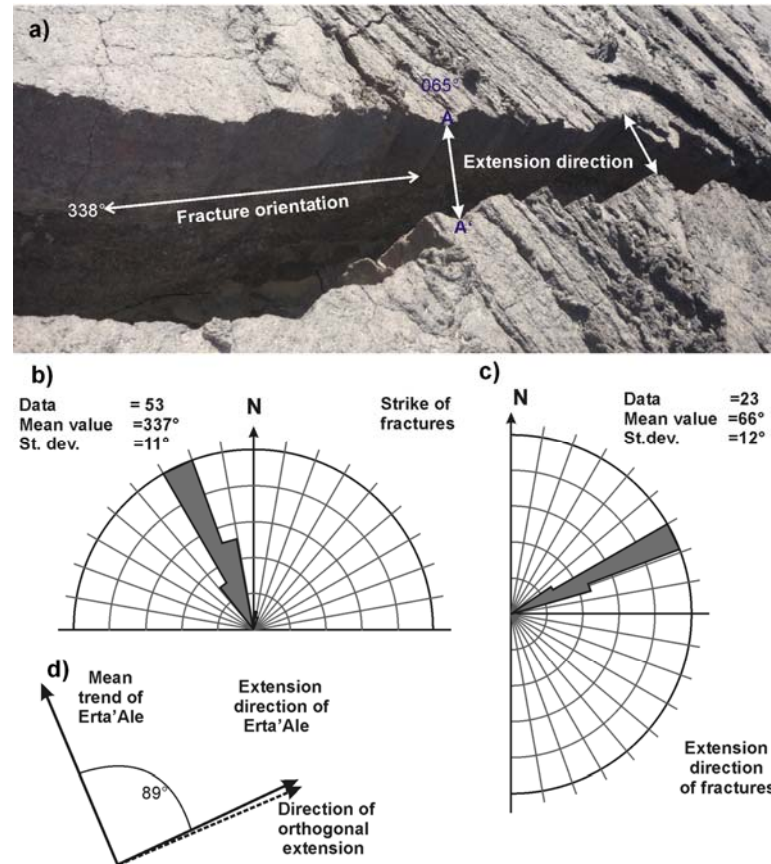 a)
065°
A
Extension direction
338°
Fracture orientation
A'
b)
Data = 53
Mean value =337°
St. dev. =11°
N
Strike of
fractures
c)
N
Data =23
Mean value =66°
St.dev. =12°
d)
Mean
trend of
Erta'Ale
Extension
direction of
Erta'Ale
89°
Direction of
orthogonal
extension
Extension
direction
of fractures